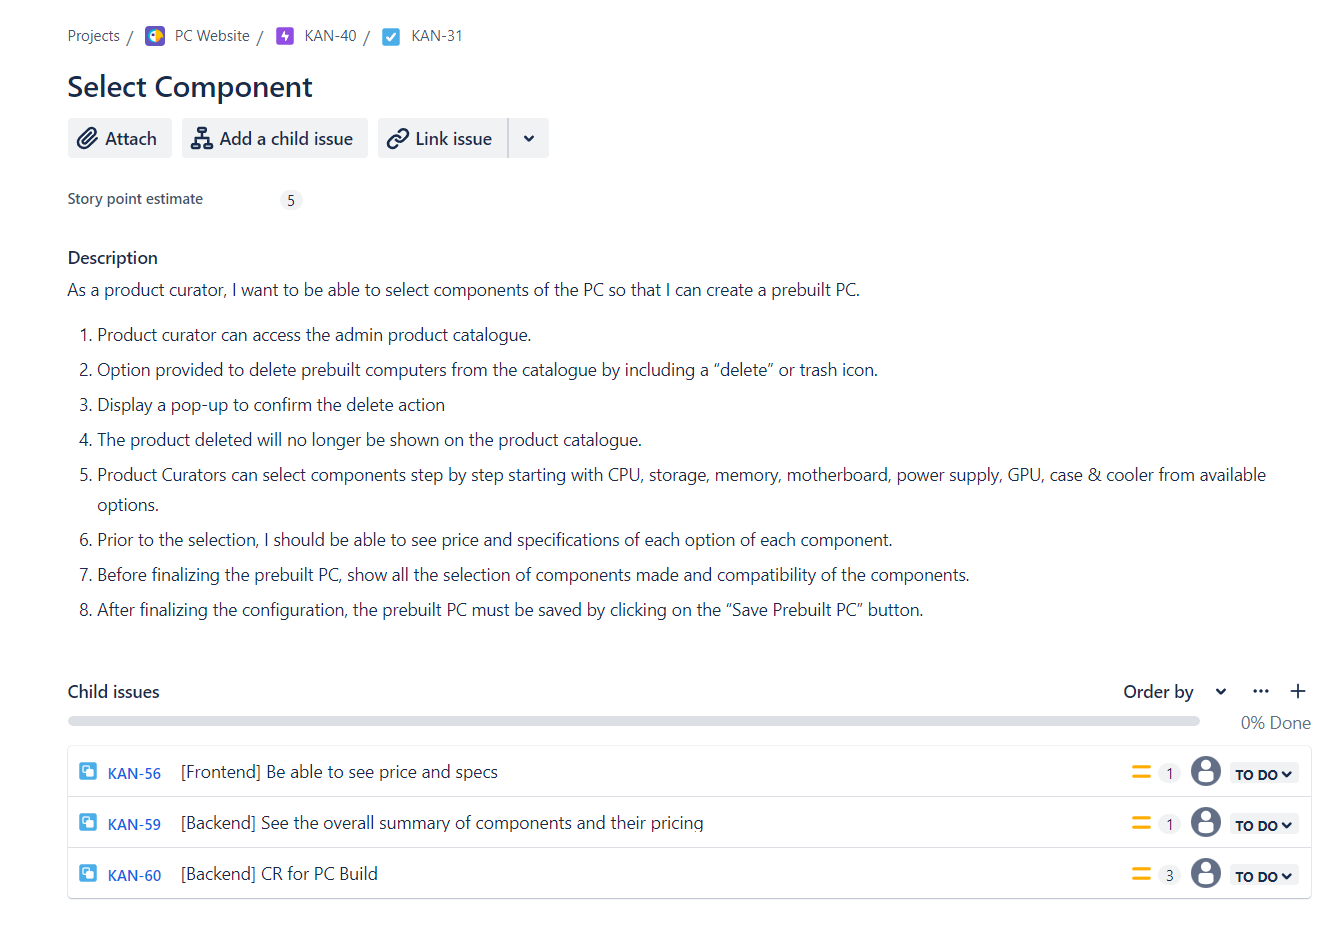 Projects / PC Website / KAN-40 / KAN-31
Select Component
Attach Add a child issue Link issue
Story point estimate 5
Description
As a product curator, I want to be able to select components of the PC so that I can create a prebuilt PC.
1. Product curator can access the admin product catalogue.
2. Option provided to delete prebuilt computers from the catalogue by including a “delete” or trash icon.
3. Display a pop-up to confirm the delete action
4. The product deleted will no longer be shown on the product catalogue.
5. Product Curators can select components step by step starting with CPU, storage, memory, motherboard, power supply, GPU, case & cooler from available
options.
6. Prior to the selection, I should be able to see price and specifications of each option of each component.
7. Before finalizing the prebuilt PC, show all the selection of components made and compatibility of the components.
8. After finalizing the configuration, the prebuilt PC must be saved by clicking on the “Save Prebuilt PC” button.
Child issues Order by
0% Done
KAN-56 [Frontend] Be able to see price and specs 1 TO DO
KAN-59 [Backend] See the overall summary of components and their pricing 1 TO DO
KAN-60 [Backend] CR for PC Build 3 TO DO